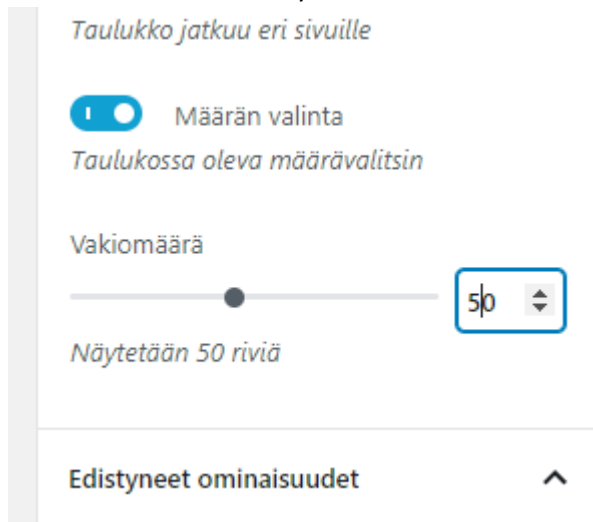 Taulukko jatkuu eri sivuille
Määrän valinta
Taulukossa oleva määrävalitsin
Vakiomäärä
50
Näytetään 50 riviä
Edistyneet ominaisuudet